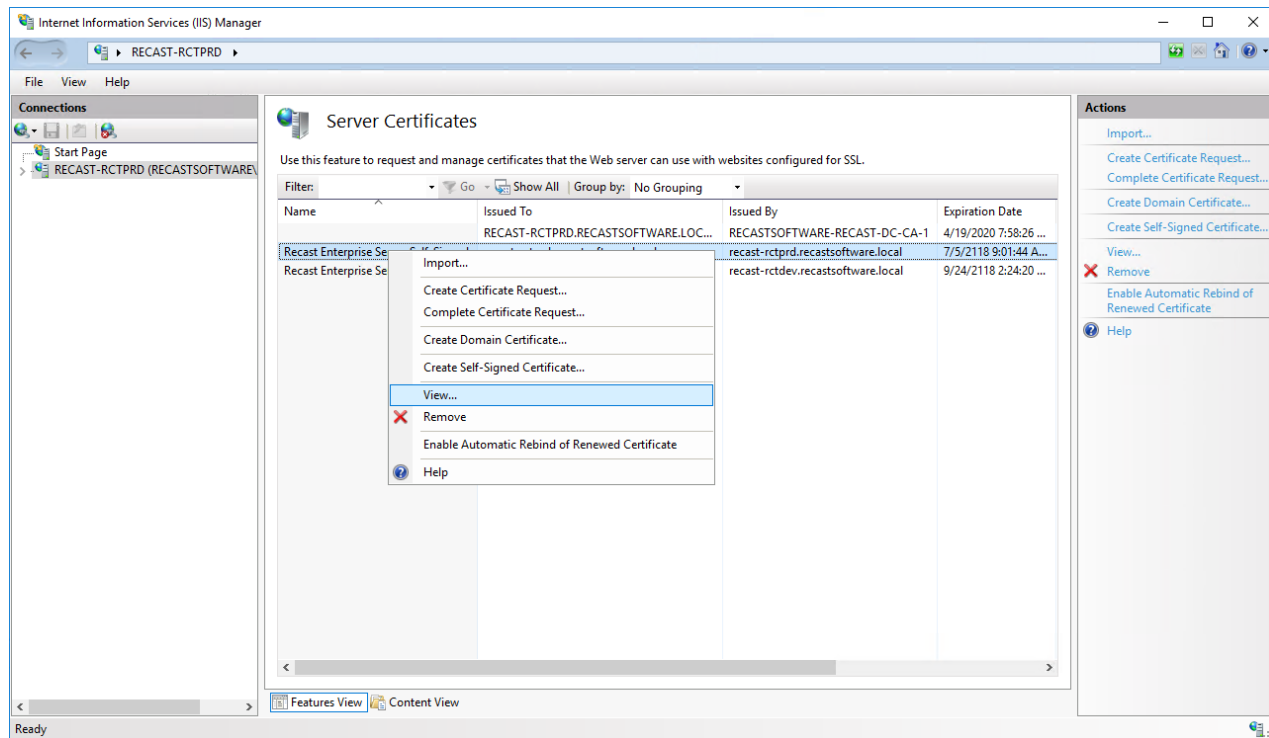 Internet Information Services (IIS) Manager
RECAST-RCTPRD
File View Help
Connections
Start Page
RECAST-RCTPRD (RECASTSOFTWARE\
Server Certificates
Use this feature to request and manage certificates that the Web server can use with websites configured for SSL.
Filter: Go Show All Group by: No Grouping
Name Issued To Issued By Expiration Date
RECAST-RCTPRD.RECASTSOFTWARE.LOC... RECASTSOFTWARE-RECAST-DC-CA-1 4/19/2020 7:58:26 ...
Recast Enterprise Se recast-rctprd.recastsoftware.local 7/5/2118 9:01:44 A...
Recast Enterprise Se recast-rctdev.recastsoftware.local 9/24/2118 2:24:20 ...
Import...
Create Certificate Request...
Complete Certificate Request...
Create Domain Certificate...
Create Self-Signed Certificate...
View...
Remove
Enable Automatic Rebind of Renewed Certificate
Help
Features View Content View
Actions
Import...
Create Certificate Request...
Complete Certificate Request...
Create Domain Certificate...
Create Self-Signed Certificate...
View...
Remove
Enable Automatic Rebind of
Renewed Certificate
Help
Ready